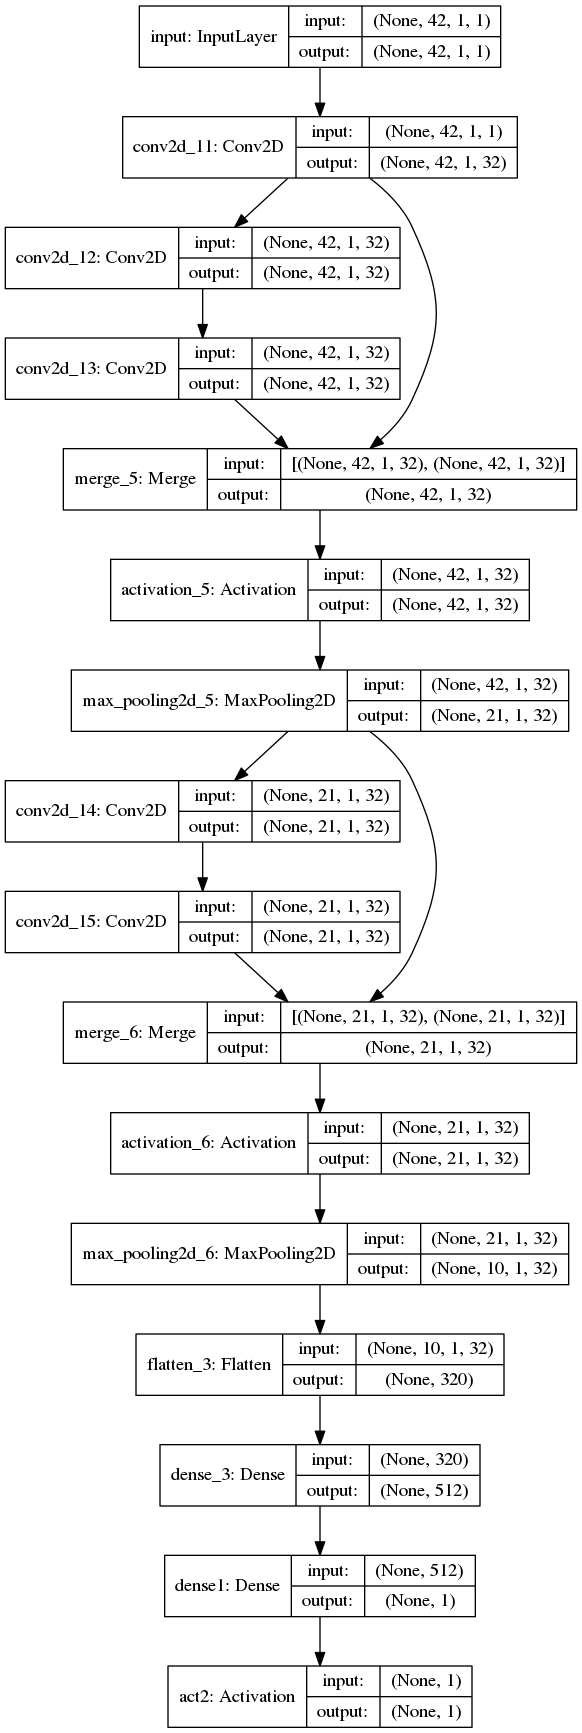 input: InputLayer
input:
(None, 42, 1, 1)
output:
(None, 42, 1, 1)
conv2d_11: Conv2D
input:
(None, 42, 1, 1)
output:
(None, 42, 1, 32)
conv2d_12: Conv2D
input:
(None, 42, 1, 32)
output:
(None, 42, 1, 32)
conv2d_13: Conv2D
input:
(None, 42, 1, 32)
output:
(None, 42, 1, 32)
merge_5: Merge
input:
[(None, 42, 1, 32), (None, 42, 1, 32)]
output:
(None, 42, 1, 32)
activation_5: Activation
input:
(None, 42, 1, 32)
output:
(None, 42, 1, 32)
max_pooling2d_5: MaxPooling2D
input:
(None, 42, 1, 32)
output:
(None, 21, 1, 32)
conv2d_14: Conv2D
input:
(None, 21, 1, 32)
output:
(None, 21, 1, 32)
conv2d_15: Conv2D
input:
(None, 21, 1, 32)
output:
(None, 21, 1, 32)
merge_6: Merge
input:
[(None, 21, 1, 32), (None, 21, 1, 32)]
output:
(None, 21, 1, 32)
activation_6: Activation
input:
(None, 21, 1, 32)
output:
(None, 21, 1, 32)
max_pooling2d_6: MaxPooling2D
input:
(None, 21, 1, 32)
output:
(None, 10, 1, 32)
flatten_3: Flatten
input:
(None, 10, 1, 32)
output:
(None, 320)
dense_3: Dense
input:
(None, 320)
output:
(None, 512)
dense1: Dense
input:
(None, 512)
output:
(None, 1)
act2: Activation
input:
(None, 1)
output:
(None, 1)